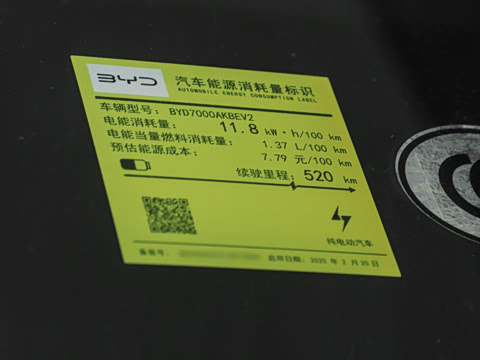 BYD
汽车能源消耗量标识
AUTOMOBILE ENERGY CONSUMPTION LABEL
车辆型号: BYD7000AKBEV2
电能消耗量: 11.8 kW·h/100 km
电能当量燃料消耗量: 1.37 L/100 km
预估能源成本: 7.79 元/100 km
续驶里程: 520 km
纯电动汽车
备案号:
启用日期: 2025 年 2 月 20 日